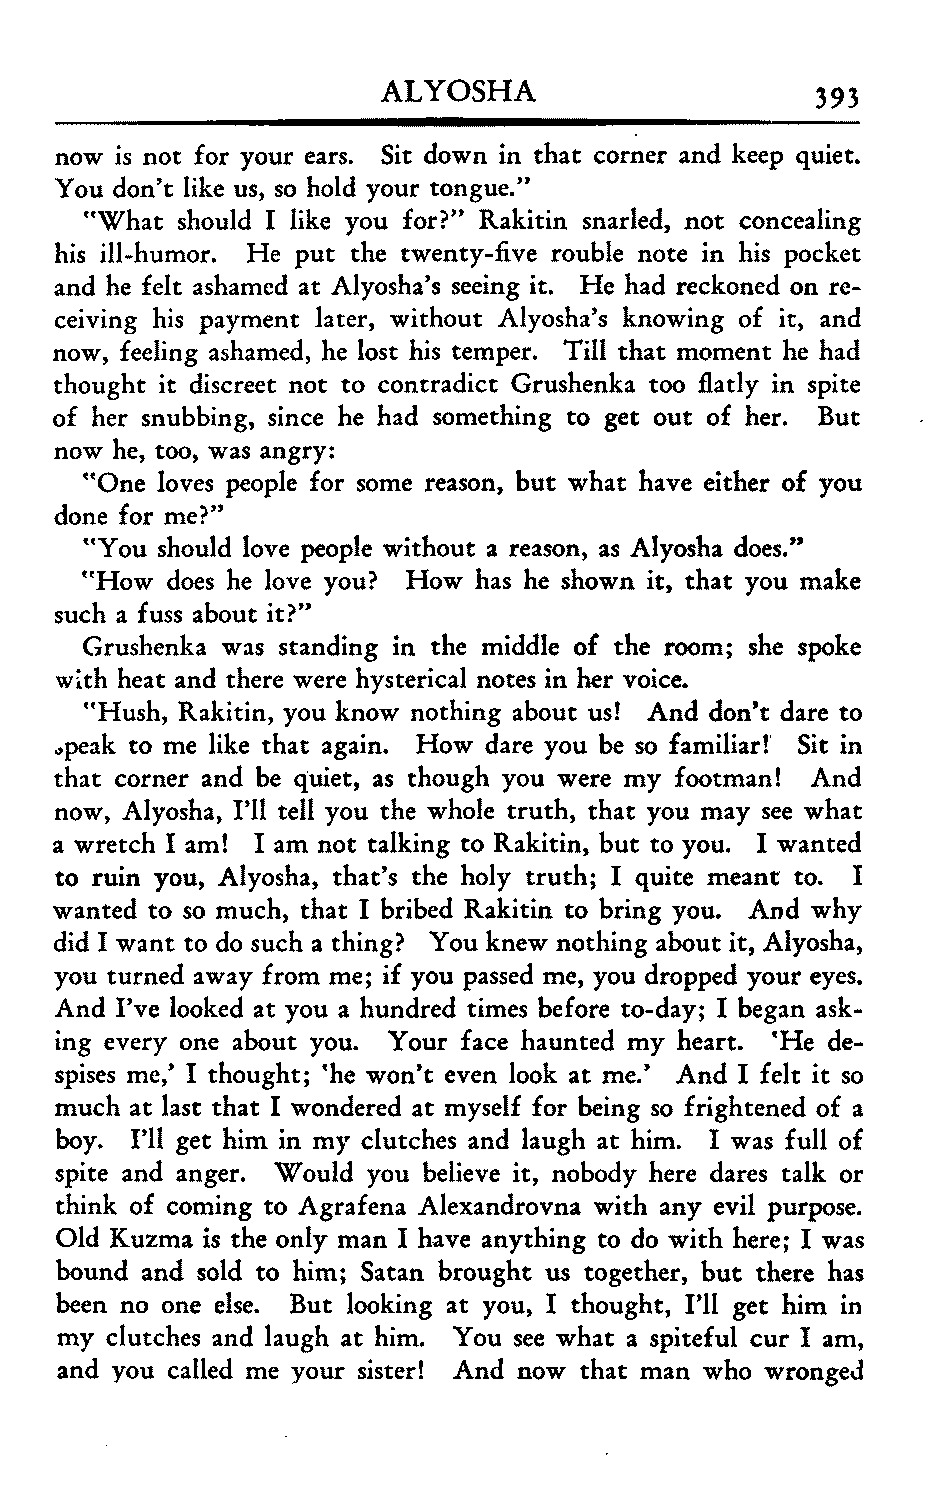 ALYOSHA 393
now is not for your ears. Sit down in that corner and keep quiet.
You don't like us, so hold your tongue."
"What should I like you for?" Rakitin snarled, not concealing
his ill-humor. He put the twenty-five rouble note in his pocket
and he felt ashamed at Alyosha's seeing it. He had reckoned on re-
ceiving his payment later, without Alyosha's knowing of it, and
now, feeling ashamed, he lost his temper. Till that moment he had
thought it discreet not to contradict Grushenka too flatly in spite
of her snubbing, since he had something to get out of her. But
now he, too, was angry:
"One loves people for some reason, but what have either of you
done for me?"
"You should love people without a reason, as Alyosha does."
"How does he love you? How has he shown it, that you make
such a fuss about it?"
Grushenka was standing in the middle of the room; she spoke
with heat and there were hysterical notes in her voice.
"Hush, Rakitin, you know nothing about us! And don't dare to
speak to me like that again. How dare you be so familiar! Sit in
that corner and be quiet, as though you were my footman! And
now, Alyosha, I'll tell you the whole truth, that you may see what
a wretch I am! I am not talking to Rakitin, but to you. I wanted
to ruin you, Alyosha, that's the holy truth; I quite meant to. I
wanted to so much, that I bribed Rakitin to bring you. And why
did I want to do such a thing? You knew nothing about it, Alyosha,
you turned away from me; if you passed me, you dropped your eyes.
And I've looked at you a hundred times before to-day; I began ask-
ing every one about you. Your face haunted my heart. 'He de-
spises me,' I thought; 'he won't even look at me.' And I felt it so
much at last that I wondered at myself for being so frightened of a
boy. I'll get him in my clutches and laugh at him. I was full of
spite and anger. Would you believe it, nobody here dares talk or
think of coming to Agrafena Alexandrovna with any evil purpose.
Old Kuzma is the only man I have anything to do with here; I was
bound and sold to him; Satan brought us together, but there has
been no one else. But looking at you, I thought, I'll get him in
my clutches and laugh at him. You see what a spiteful cur I am,
and you called me your sister! And now that man who wronged